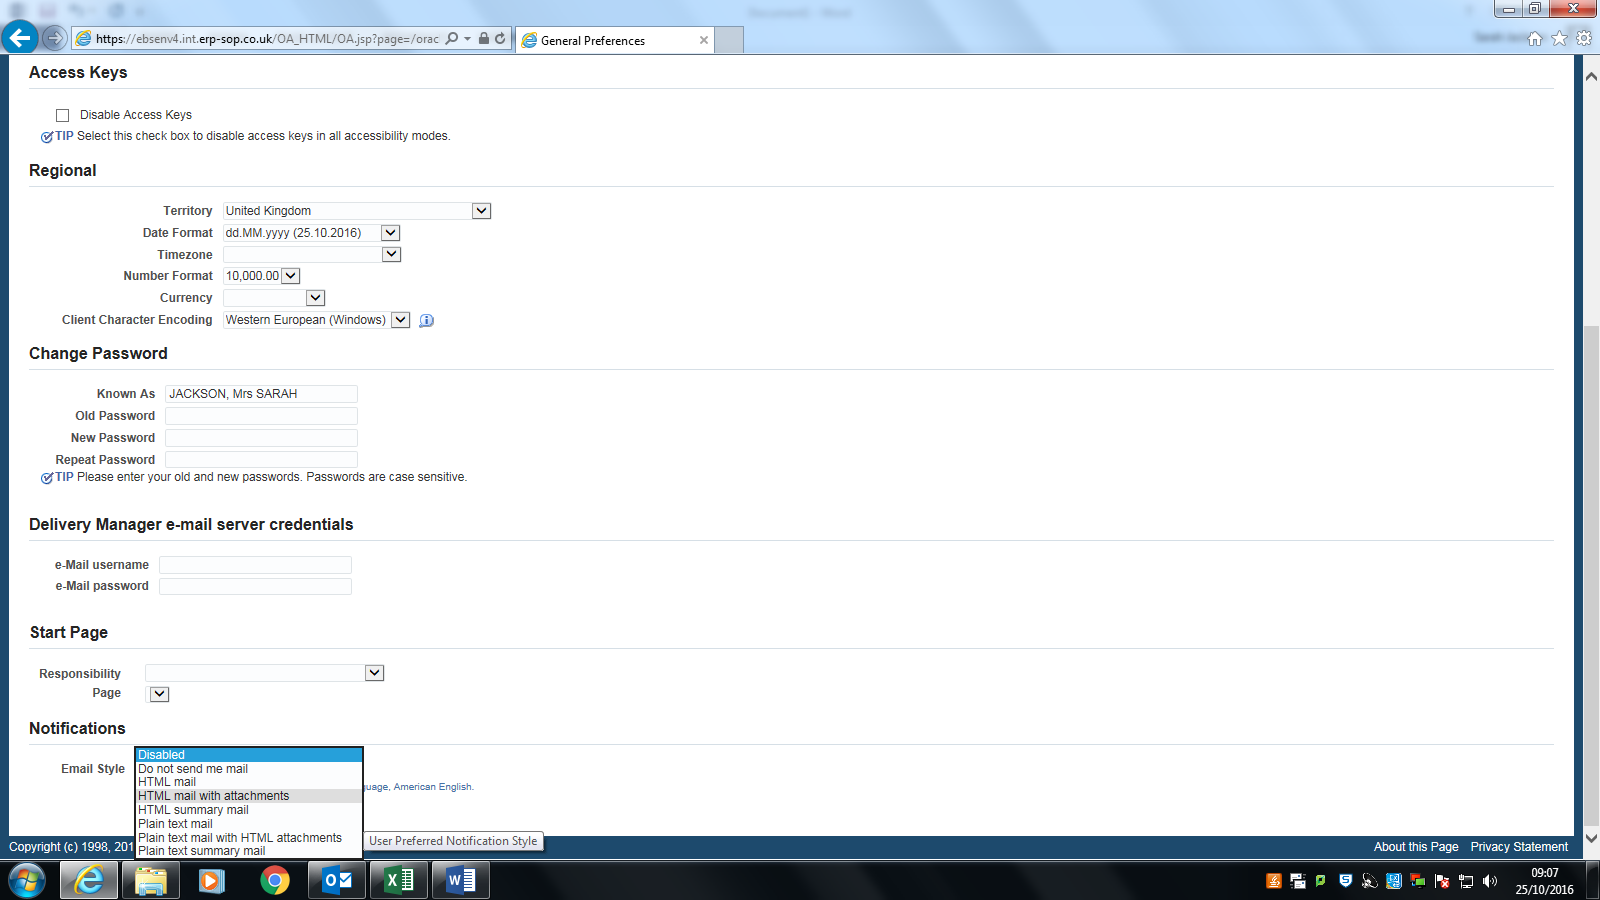 https://ebsenv4.int.erp-sop.co.uk/OA_HTML/OA.jsp?page=/orac
General Preferences
Access Keys
Disable Access Keys
TIP Select this check box to disable access keys in all accessibility modes.
Regional
Territory United Kingdom
Date Format dd.MM.yyyy (25.10.2016)
Timezone
Number Format 10,000.00
Currency
Client Character Encoding Western European (Windows)
Change Password
Known As JACKSON, Mrs SARAH
Old Password
New Password
Repeat Password
TIP Please enter your old and new passwords. Passwords are case sensitive.
Delivery Manager e-mail server credentials
e-Mail username
e-Mail password
Start Page
Responsibility
Page
Notifications
Disabled
Email Style Do not send me mail
HTML mail
guage, American English.
HTML mail with attachments
HTML summary mail
Plain text mail
Plain text mail with HTML attachments
User Preferred Notification Style
Plain text summary mail
Copyright (c) 1998, 201
About this Page Privacy Statement
09:07
25/10/2016